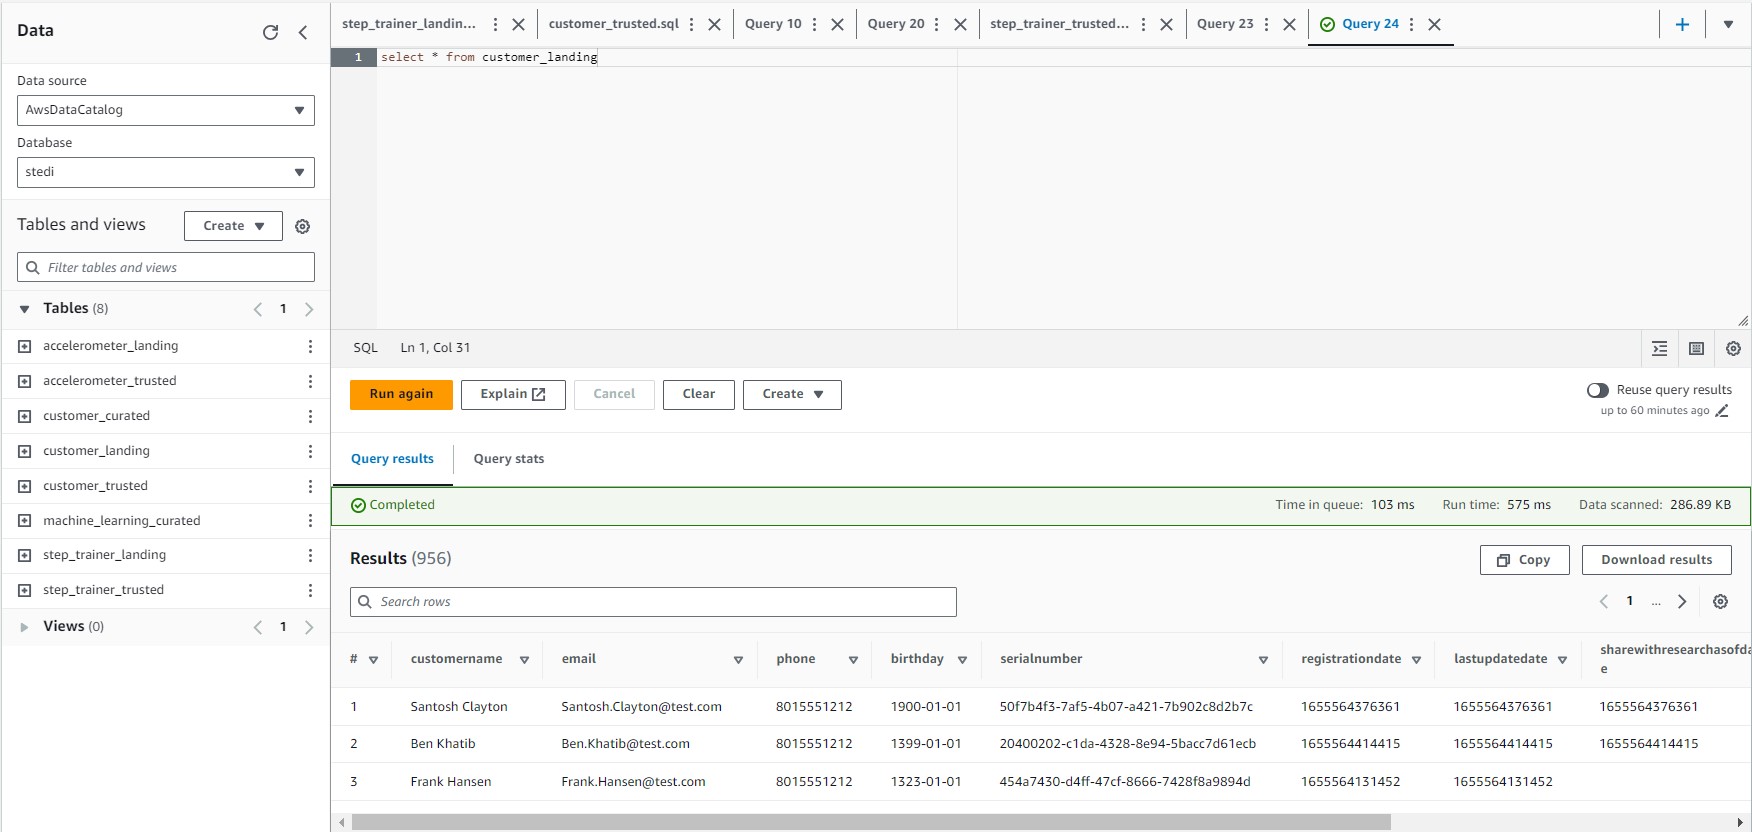 Data
Data source
AwsDataCatalog
Database
stedi
Tables and views
Create
Filter tables and views
Tables (8)
1
accelerometer_landing
accelerometer_trusted
customer_curated
customer_landing
customer_trusted
machine_learning_curated
step_trainer_landing
step_trainer_trusted
Views (0)
1
step_trainer_landin... customer_trusted.sql Query 10 Query 20 step_trainer_trusted... Query 23 Query 24
1 select * from customer_landing
SQL Ln 1, Col 31
Run again Explain Cancel Clear Create
Reuse query results
up to 60 minutes ago
Query results Query stats
Completed Time in queue: 103 ms Run time: 575 ms Data scanned: 286.89 KB
Results (956)
Copy Download results
Search rows
1 ...
# customername email phone birthday serialnumber registrationdate lastupdatedate sharewithresearchasofda
e
1 Santosh Clayton Santosh.Clayton@test.com 8015551212 1900-01-01 50f7b4f3-7af5-4b07-a421-7b902c8d2b7c 1655564376361 1655564376361 1655564376361
2 Ben Khatib Ben.Khatib@test.com 8015551212 1399-01-01 20400202-c1da-4328-8e94-5bacc7d61ecb 1655564414415 1655564414415 1655564414415
3 Frank Hansen Frank.Hansen@test.com 8015551212 1323-01-01 454a7430-d4ff-47cf-8666-7428f8a9894d 1655564131452 1655564131452